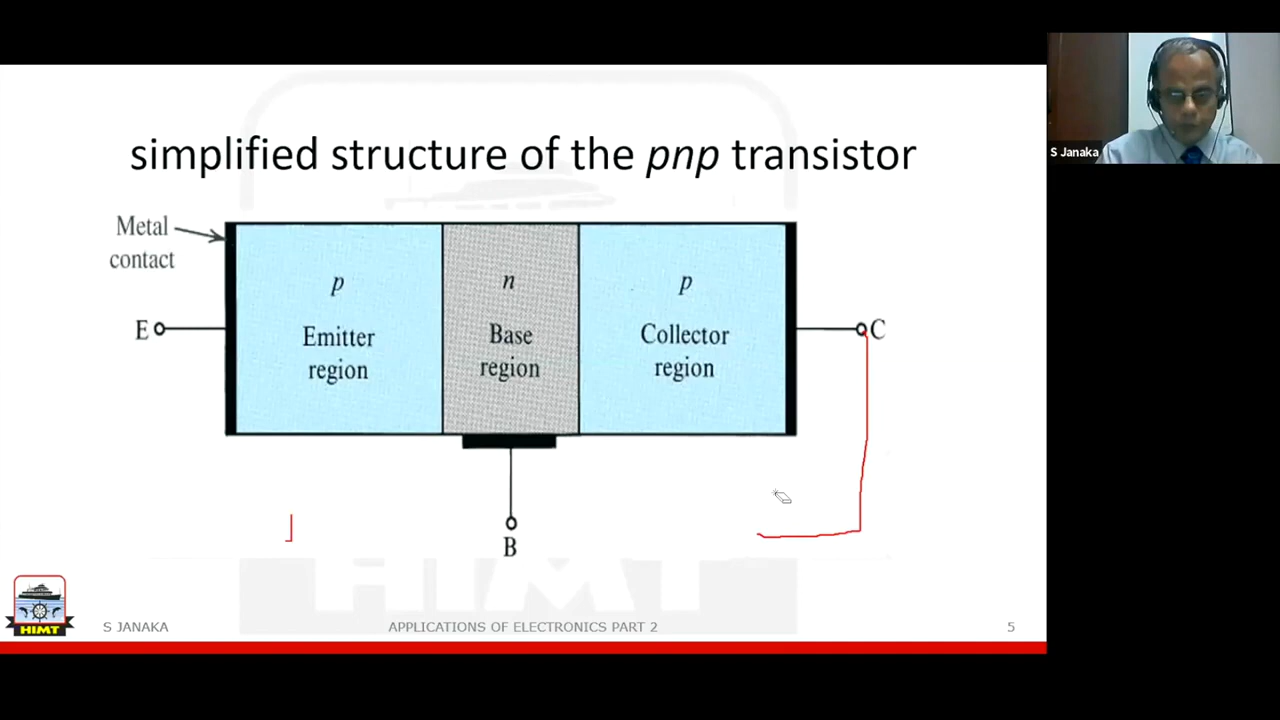 simplified structure of the pnp transistor
Metal
contact
p
n
p
Emitter
region
Base
region
Collector
region
E
C
B
S Janaka
HIMT
HIMT
S JANAKA
APPLICATIONS OF ELECTRONICS PART 2
5